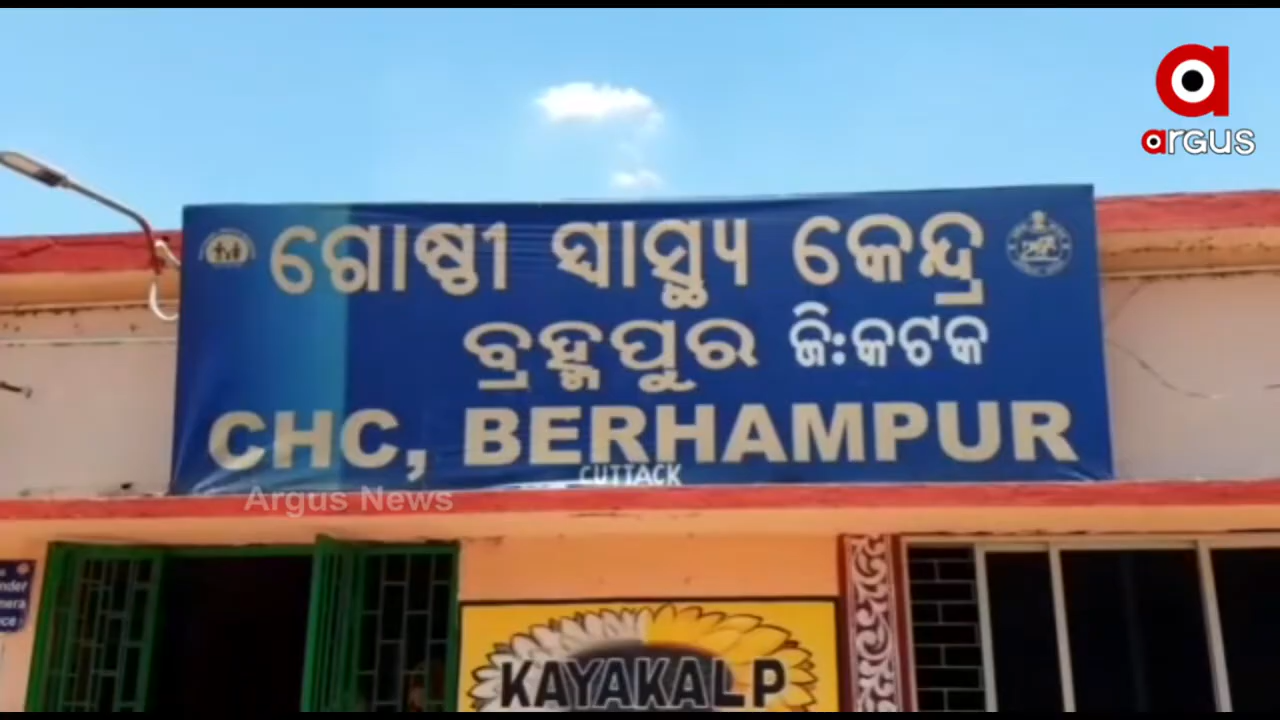 argus
ଗୋଷ୍ଠୀ ସ୍ୱାସ୍ଥ୍ୟ କେନ୍ଦ୍ର
ବ୍ରହ୍ମପୁର ଜି:କଟକ
CHC, BERHAMPUR
CUTTACK
Argus News
KAYAKALP